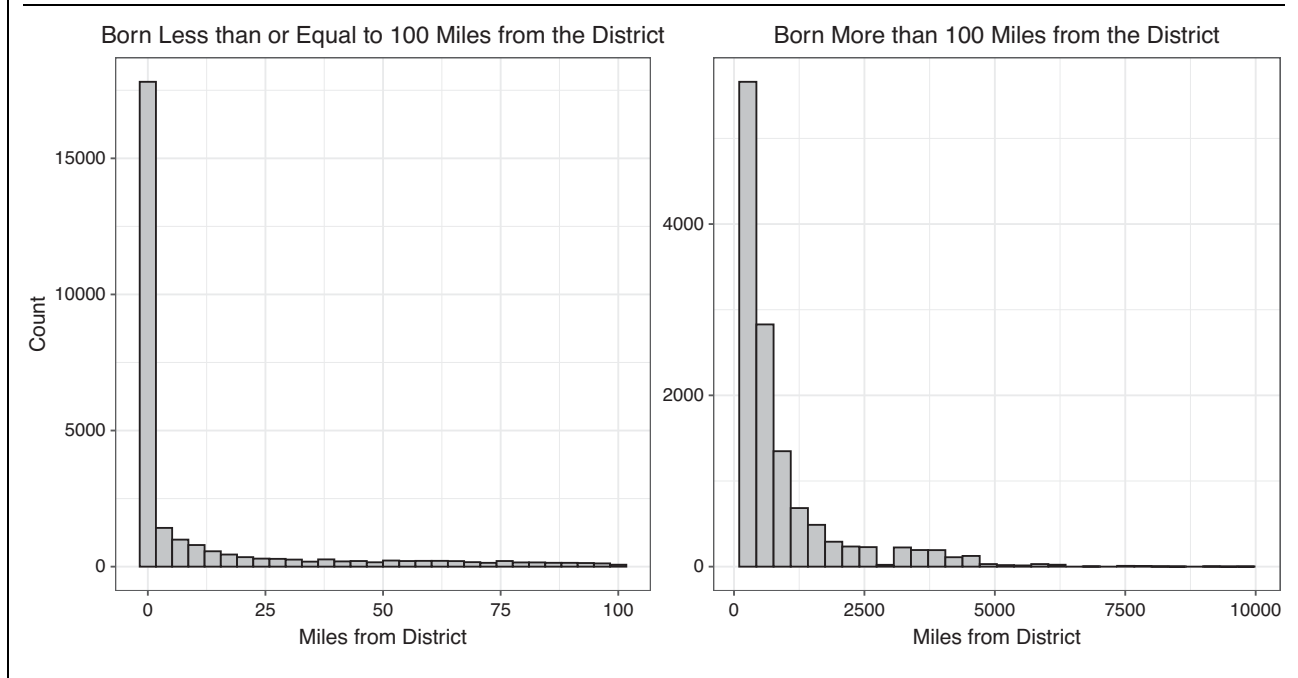 Born Less than or Equal to 100 Miles from the District
Born More than 100 Miles from the District
Count
15000
10000
5000
0
0 25 50 75 100
Miles from District
4000
2000
0
0 2500 5000 7500 10000
Miles from District